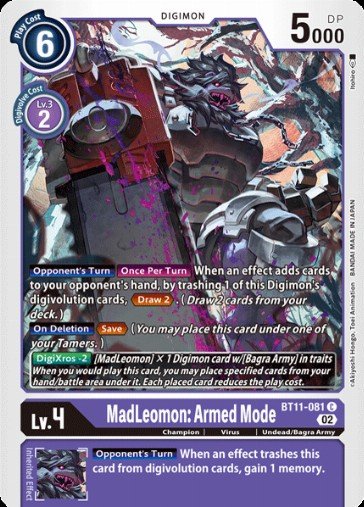 DIGIMON
Play Cost
6
5000
DP
Digivolve Cost
Lv.3
2
Opponent's Turn Once Per Turn When an effect adds cards
to your opponent's hand, by trashing 1 of this Digimon's
digivolution cards, Draw 2 . (Draw 2 cards from your
deck.)
On Deletion Save (You may place this card under one of
your Tamers.)
DigiXros -2 [MadLeomon] × 1 Digimon card w/[Bagra Army] in traits
When you would play this card, you may place specified cards from your
hand/battle area under it. Each placed card reduces the play cost.
©Akiyoshi Hongo, Toei Animation BANDAI MADE IN JAPAN
Lv.4
MadLeomon: Armed Mode
BT11-081 C
02
Champion | Virus | Undead/Bagra Army
Inherited Effect
Opponent's Turn When an effect trashes this
card from digivolution cards, gain 1 memory.